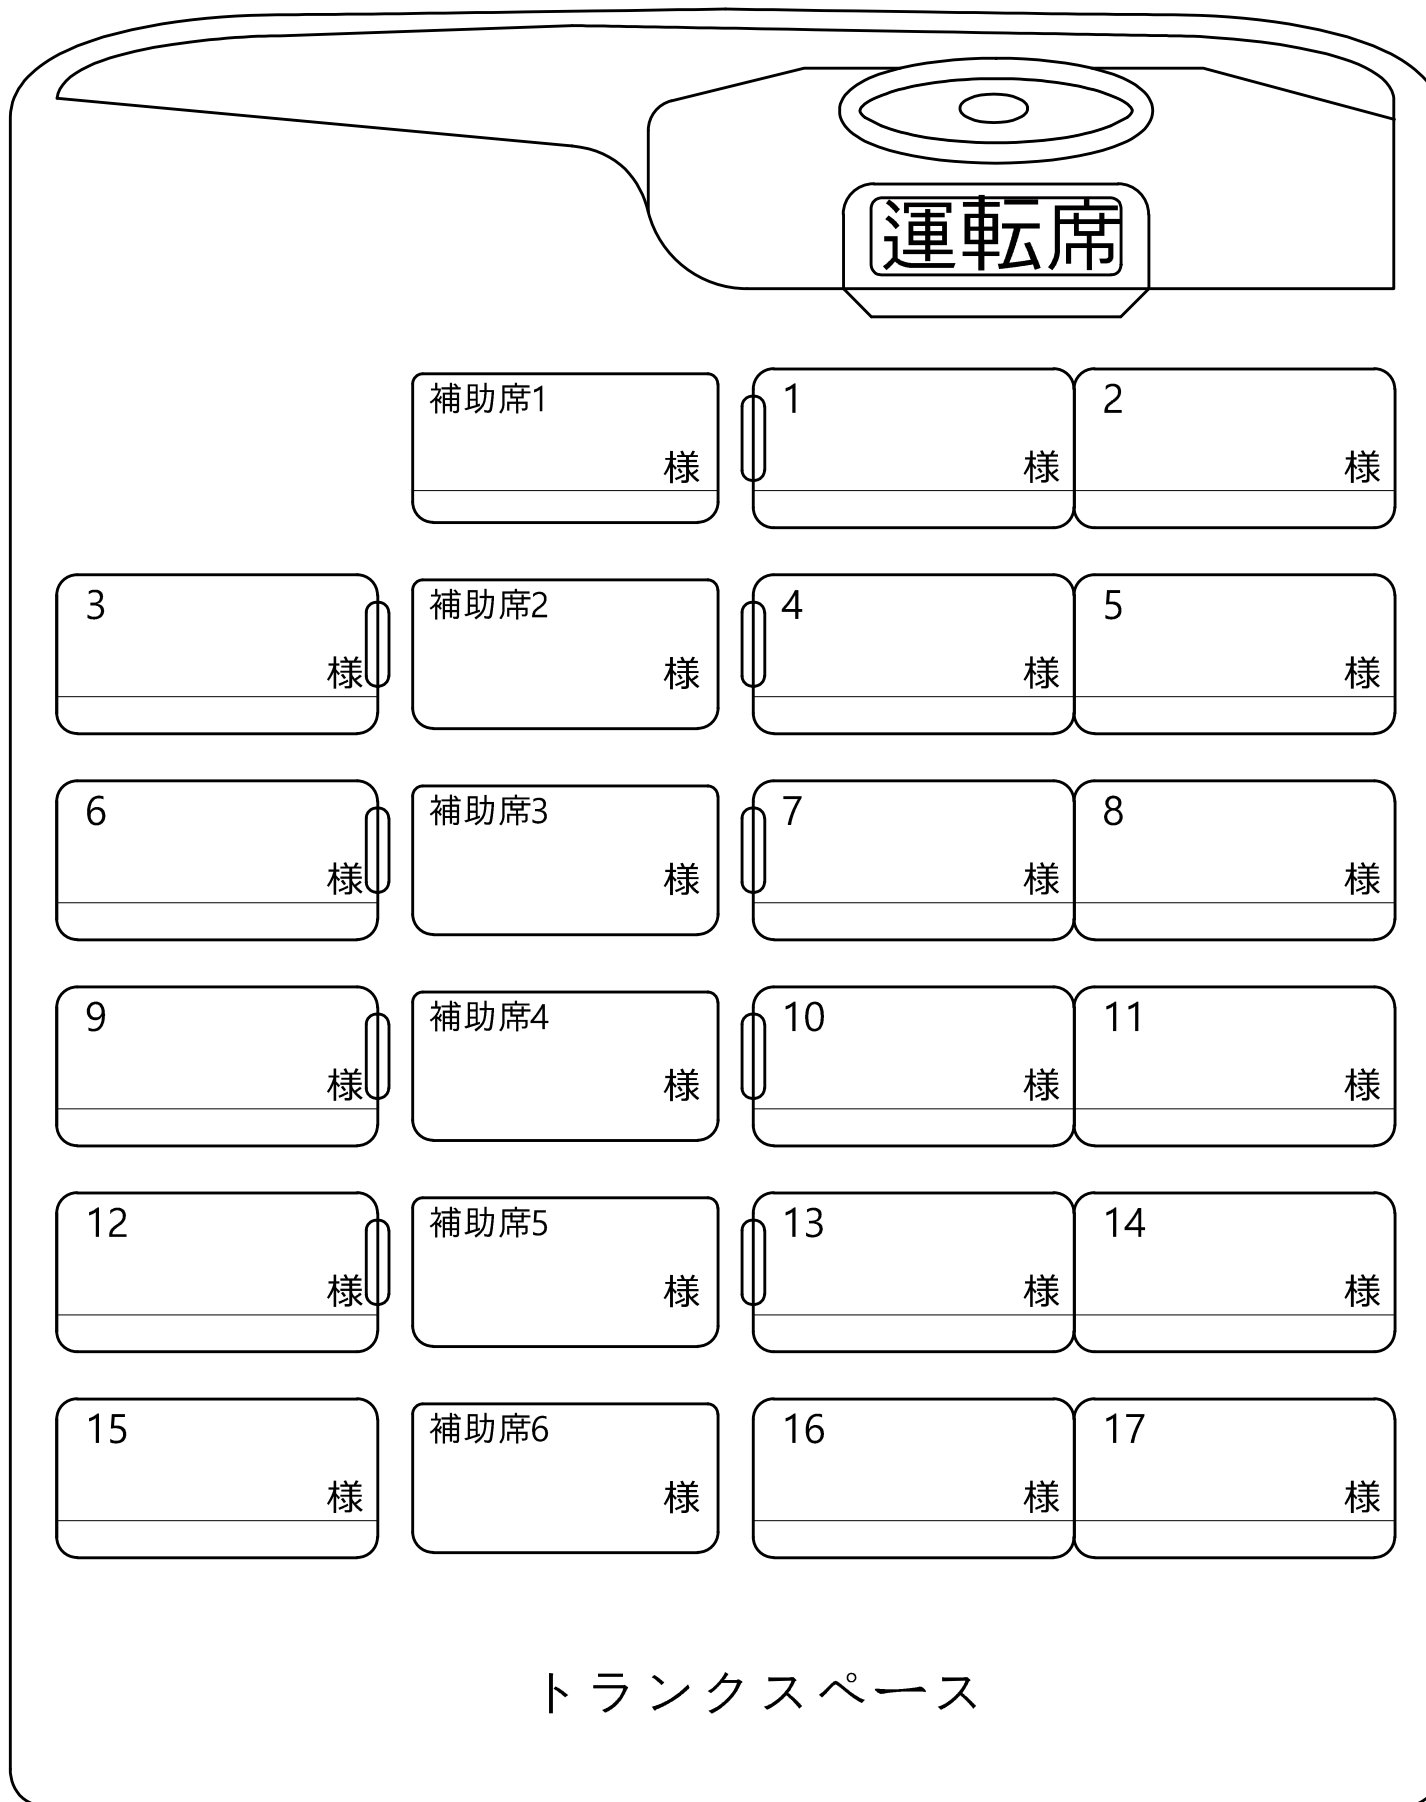 運転席
補助席1 1 2
様 様 様
3 補助席2 4 5
様 様 様 様
6 補助席3 7 8
様 様 様 様
9 補助席4 10 11
様 様 様 様
12 補助席5 13 14
様 様 様 様
15 補助席6 16 17
様 様 様 様
トランクスペース